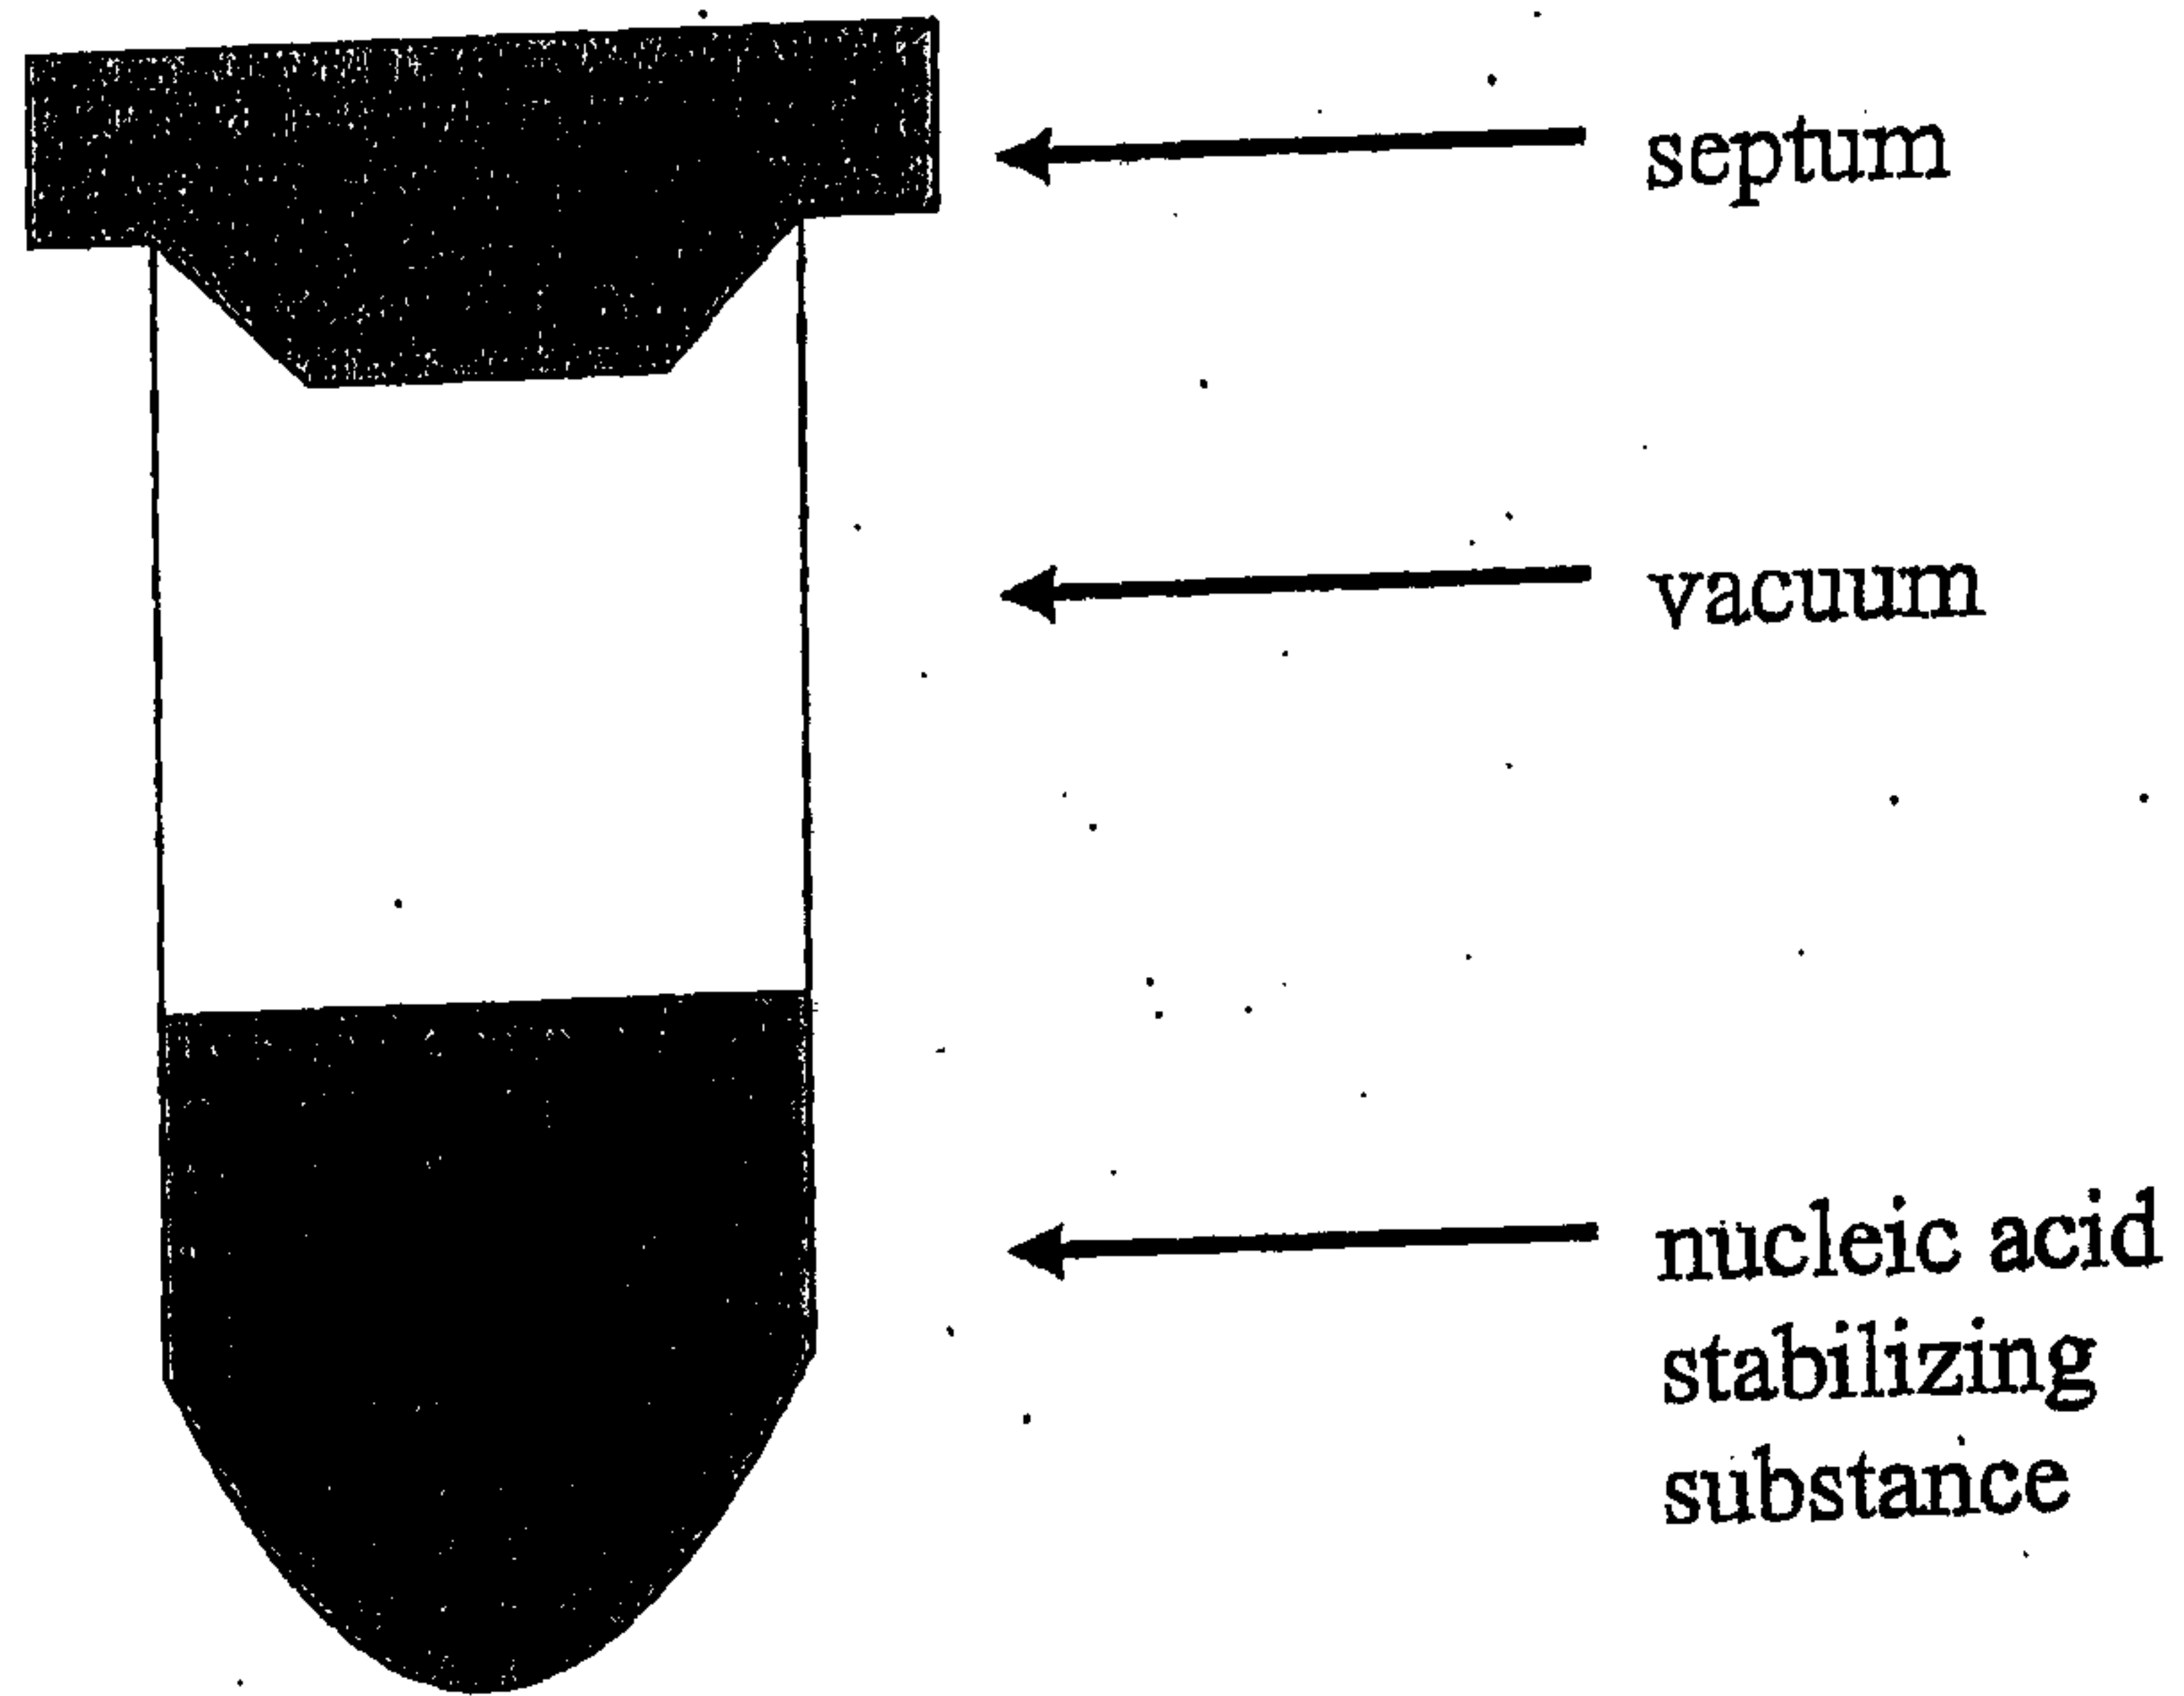 septum
vacuum
nucleic acid
stabilizing
substance